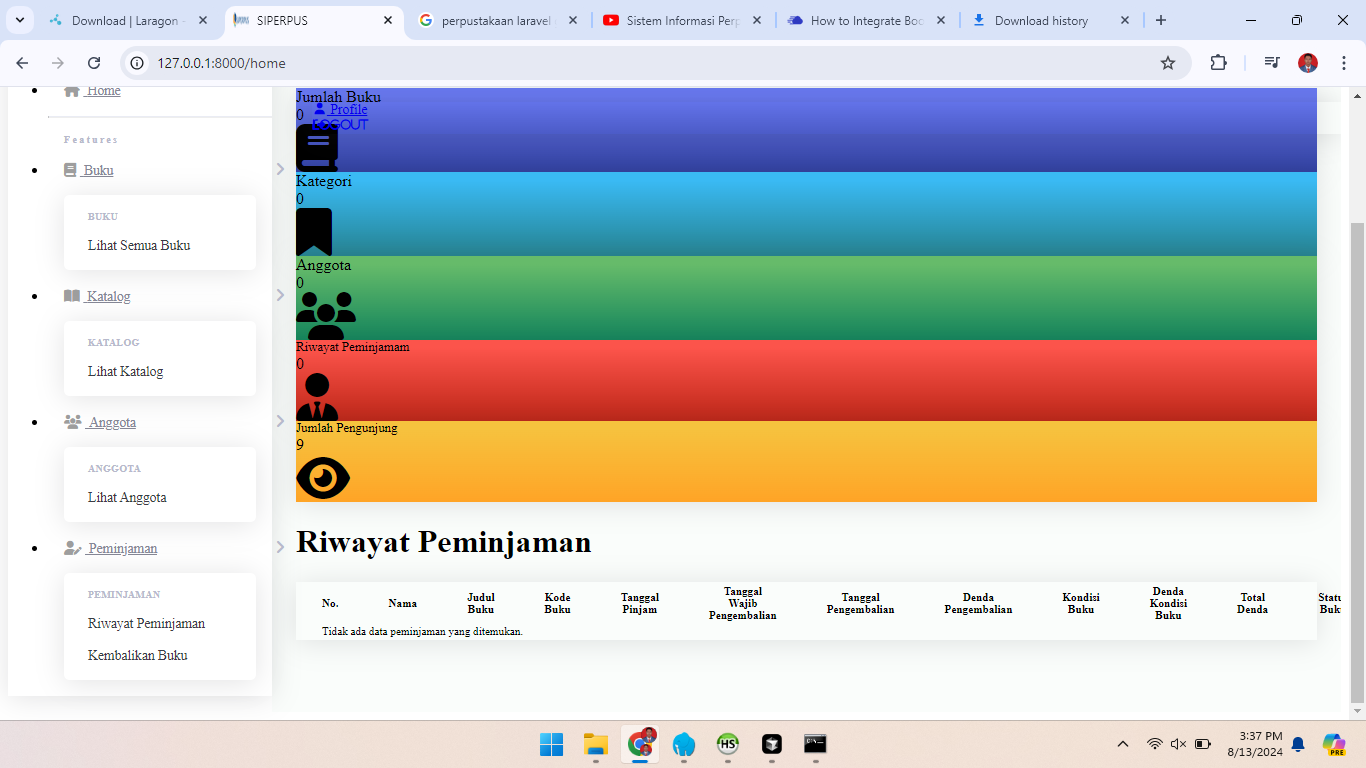 Download | Laragon -
SIPERPUS
perpustakaan laravel
Sistem Informasi Perp
How to Integrate Boo
Download history
127.0.0.1:8000/home
Home
Features
Buku
BUKU
Lihat Semua Buku
Katalog
KATALOG
Lihat Katalog
Anggota
ANGGOTA
Lihat Anggota
Peminjaman
PEMINJAMAN
Riwayat Peminjaman
Kembalikan Buku
Jumlah Buku
Profile
0
LOGOUT
Kategori
0
Anggota
0
Riwayat Peminjamam
0
Jumlah Pengunjung
9
Riwayat Peminjaman
No. Nama Judul Buku Kode Buku Tanggal Pinjam Tanggal Wajib Pengembalian Tanggal Pengembalian Denda Pengembalian Kondisi Buku Denda Kondisi Buku Total Denda Statu Buku
Tidak ada data peminjaman yang ditemukan.
HS
3:37 PM
8/13/2024
PRE